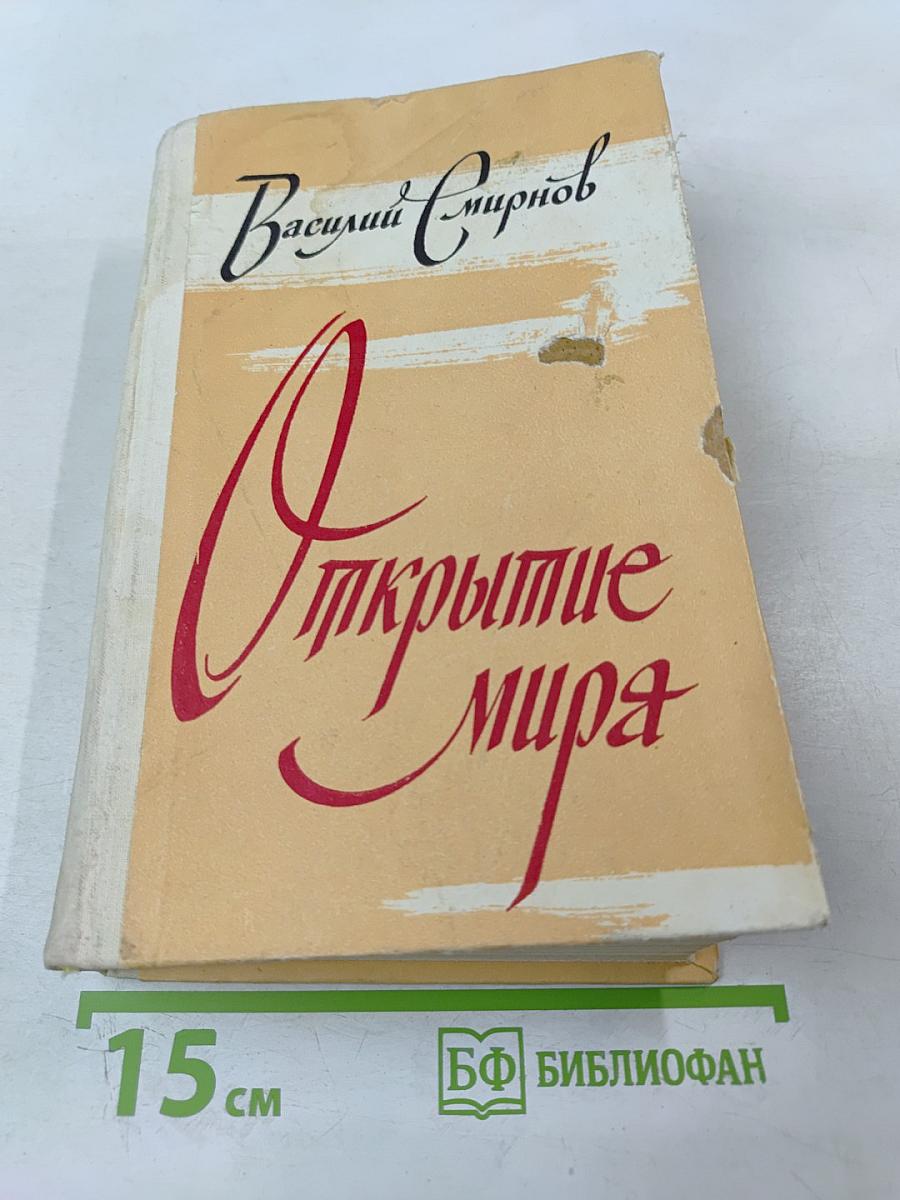 Василий Смирнов
Открытие
мира
15 см
БФ БИБЛИОФАН